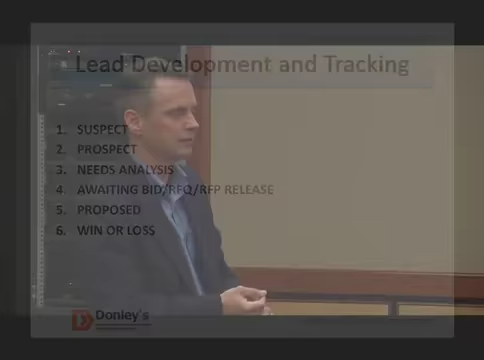 Lead Development and Tracking
1. SUSPECT
2. PROSPECT
3. NEEDS ANALYSIS
4. AWAITING BID/RFQ/RFP RELEASE
5. PROPOSED
6. WIN OR LOSS
Donley's